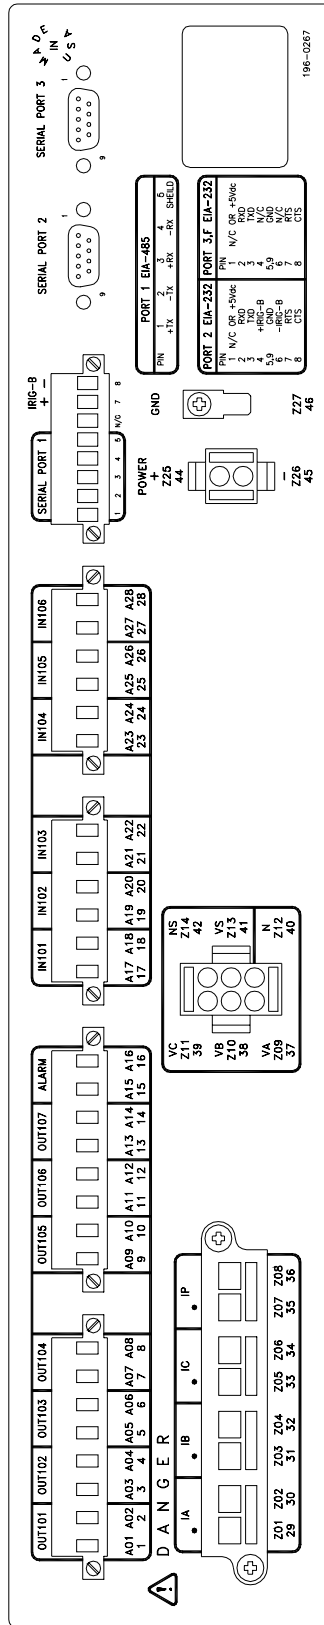 OUT101 OUT102 OUT103 OUT104
A01 A02 A03 A04 A05 A06 A07 A08
1 2 3 4 5 6 7 8
OUT105 OUT106 OUT107 ALARM
A09 A10 A11 A12 A13 A14 A15 A16
9 10 11 12 13 14 15 16
IN101 IN102 IN103
A17 A18 A19 A20 A21 A22
17 18 19 20 21 22
IN104 IN105 IN106
A23 A24 A25 A26 A27 A28
23 24 25 26 27 28
SERIAL PORT 1
IRIG-B
+ −
1 2 3 4 5 N/C 7 8
SERIAL PORT 2
1
9
SERIAL PORT 3
1
9
MADE
IN
USA
DANGER
IA IB IC IP
Z01 Z02 Z03 Z04 Z05 Z06 Z07 Z08
29 30 31 32 33 34 35 36
VC
Z11
39
VB
Z10
38
VA
Z09
37
NS
Z14
42
VS
Z13
41
N
Z12
40
POWER
+
Z25
44
−
Z26
45
GND
Z27
46
PORT 1 EIA-485
PIN 1 2 3 4 5
+Tx −Tx +Rx −Rx SHEILD
PORT 2 EIA-232
PIN
1 N/C OR +5Vdc
2 RXD
3 TXD
4 +IRIG-B
5,9 GND
6 −IRIG-B
7 RTS
8 CTS
PORT 3,F EIA-232
PIN
1 N/C OR +5Vdc
2 RXD
3 TXD
4 N/C
5,9 GND
6 N/C
7 RTS
8 CTS
196-0267